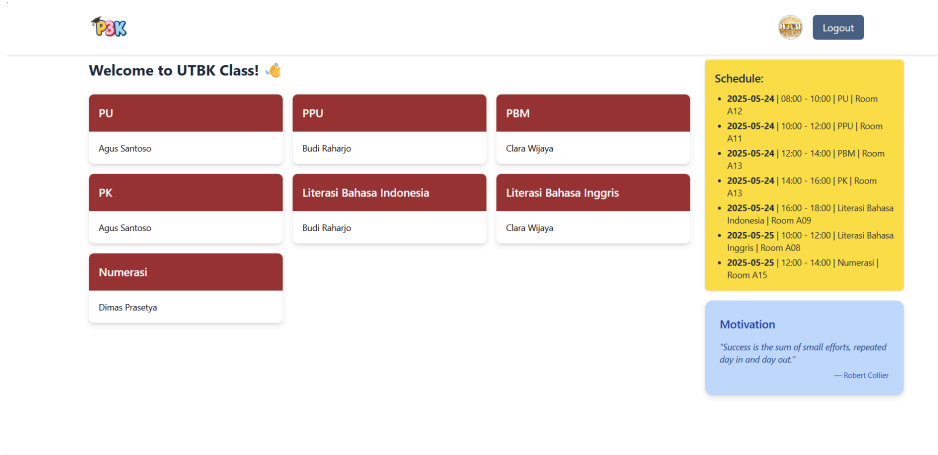 P3K
Logout
Welcome to UTBK Class! 👋
PU
Agus Santoso
PPU
Budi Raharjo
PBM
Clara Wijaya
PK
Agus Santoso
Literasi Bahasa Indonesia
Budi Raharjo
Literasi Bahasa Inggris
Clara Wijaya
Numerasi
Dimas Prasetya
Schedule:
• 2025-05-24 | 08:00 - 10:00 | PU | Room
A12
• 2025-05-24 | 10:00 - 12:00 | PPU | Room
A11
• 2025-05-24 | 12:00 - 14:00 | PBM | Room
A13
• 2025-05-24 | 14:00 - 16:00 | PK | Room
A13
• 2025-05-24 | 16:00 - 18:00 | Literasi Bahasa
Indonesia | Room A09
• 2025-05-25 | 10:00 - 12:00 | Literasi Bahasa
Inggris | Room A08
• 2025-05-25 | 12:00 - 14:00 | Numerasi |
Room A15
Motivation
"Success is the sum of small efforts, repeated
day in and day out."
— Robert Collier